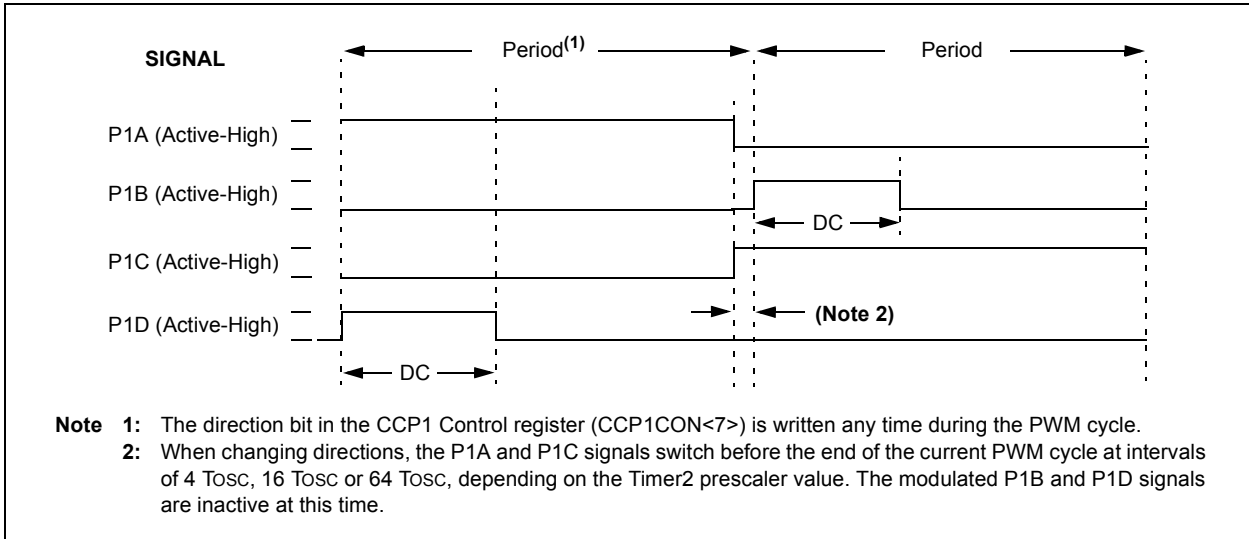 SIGNAL
Period(1)
Period
P1A (Active-High)
P1B (Active-High)
DC
P1C (Active-High)
P1D (Active-High)
(Note 2)
DC
Note 1: The direction bit in the CCP1 Control register (CCP1CON<7>) is written any time during the PWM cycle.
2: When changing directions, the P1A and P1C signals switch before the end of the current PWM cycle at intervals
of 4 TOSC, 16 TOSC or 64 TOSC, depending on the Timer2 prescaler value. The modulated P1B and P1D signals
are inactive at this time.